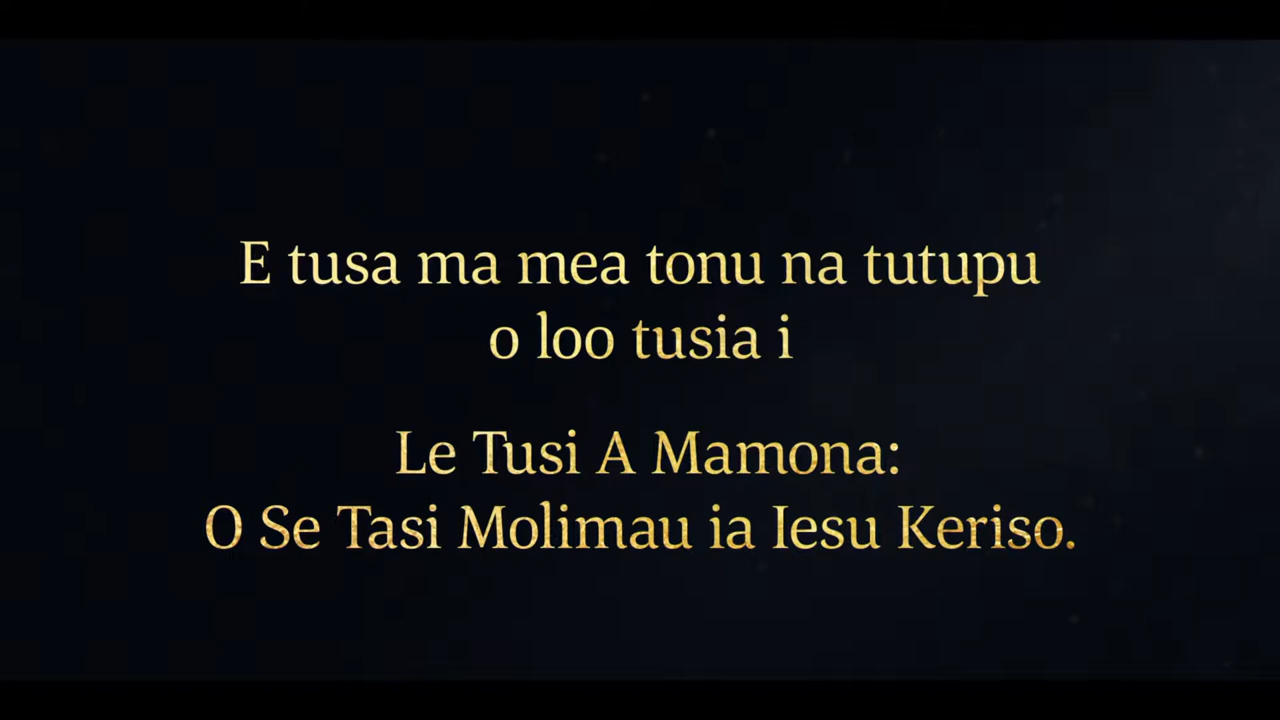 E tusa ma mea tonu na tutupu
o loo tusia i
Le Tusi A Mamona:
O Se Tasi Molimau ia Iesu Keriso.